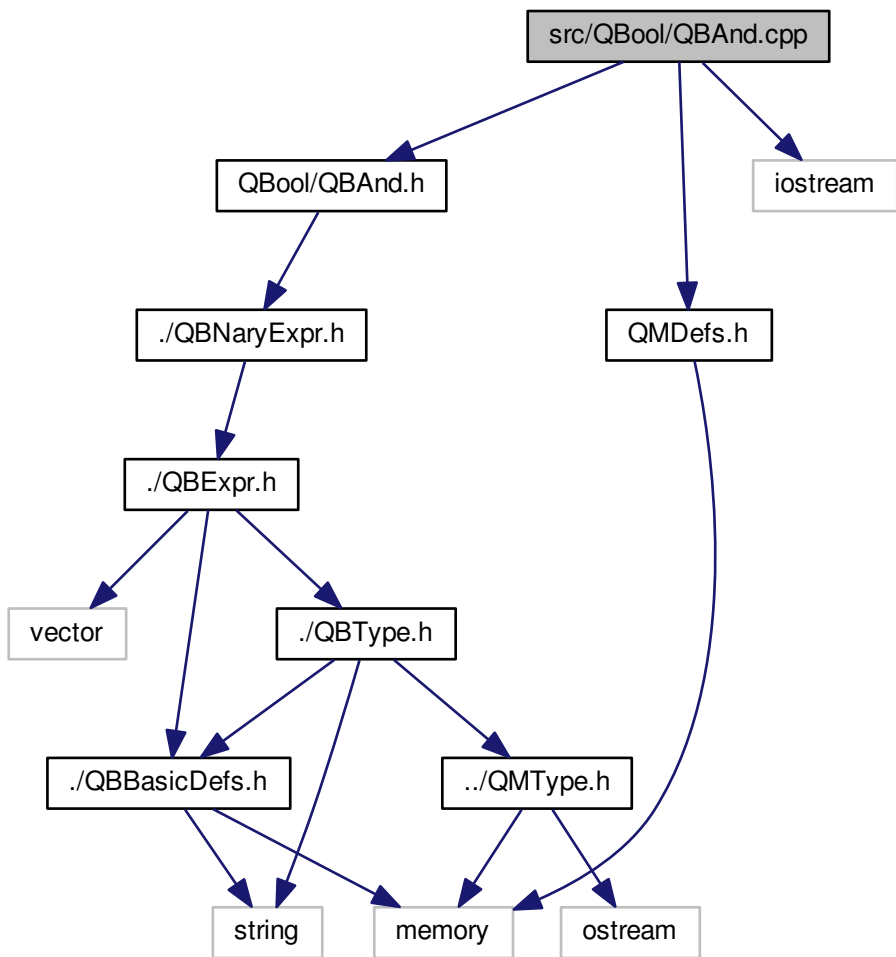 src/QBool/QBAnd.cpp
QBool/QBAnd.h
iostream
./QBNaryExpr.h
QMDefs.h
./QBExpr.h
vector
./QBType.h
./QBBasicDefs.h
../QMType.h
string
memory
ostream